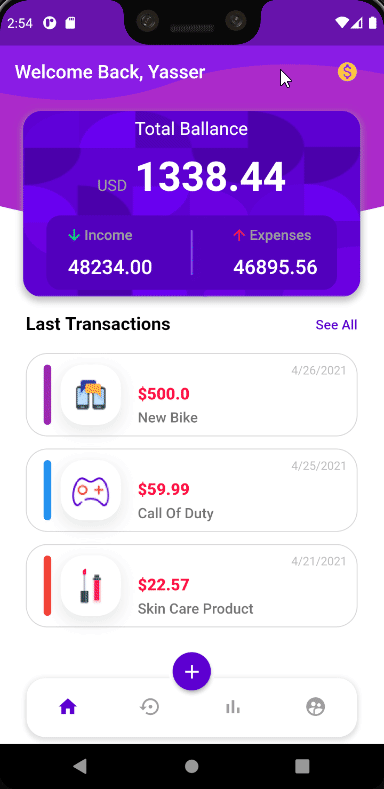 2:54
Welcome Back, Yasser
Total Ballance
USD 1338.44
Income Expenses
48234.00 46895.56
Last Transactions See All
4/26/2021
$500.0
New Bike
4/25/2021
$59.99
Call Of Duty
4/21/2021
$22.57
Skin Care Product